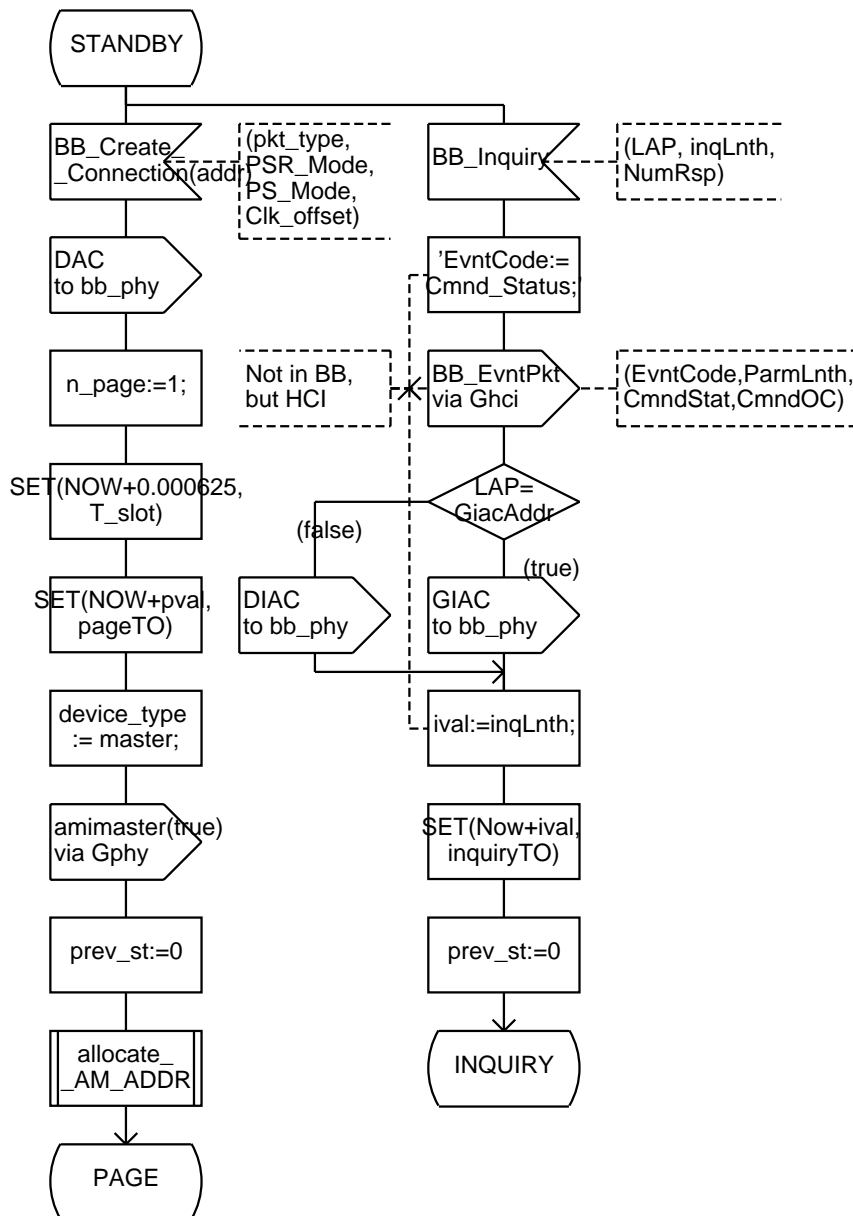 STANDBY
BB_Create_
_Connection(addr)
(pkt_type,
PSR_Mode,
PS_Mode,
Clk_offset)
BB_Inquiry
(LAP, inqLnth,
NumRsp)
DAC
to bb_phy
'EvntCode:=
Cmnd_Status;'
n_page:=1;
Not in BB,
but HCI
BB_EvntPkt
via Ghci
(EvntCode,ParmLnth,
CmndStat,CmndOC)
SET(NOW+0.000625,
T_slot)
LAP=
GiacAddr
(false)
(true)
SET(NOW+pval,
pageTO)
DIAC
to bb_phy
GIAC
to bb_phy
device_type
:= master;
ival:=inqLnth;
amimaster(true)
via Gphy
SET(Now+ival,
inquiryTO)
prev_st:=0
prev_st:=0
allocate_
_AM_ADDR
INQUIRY
PAGE